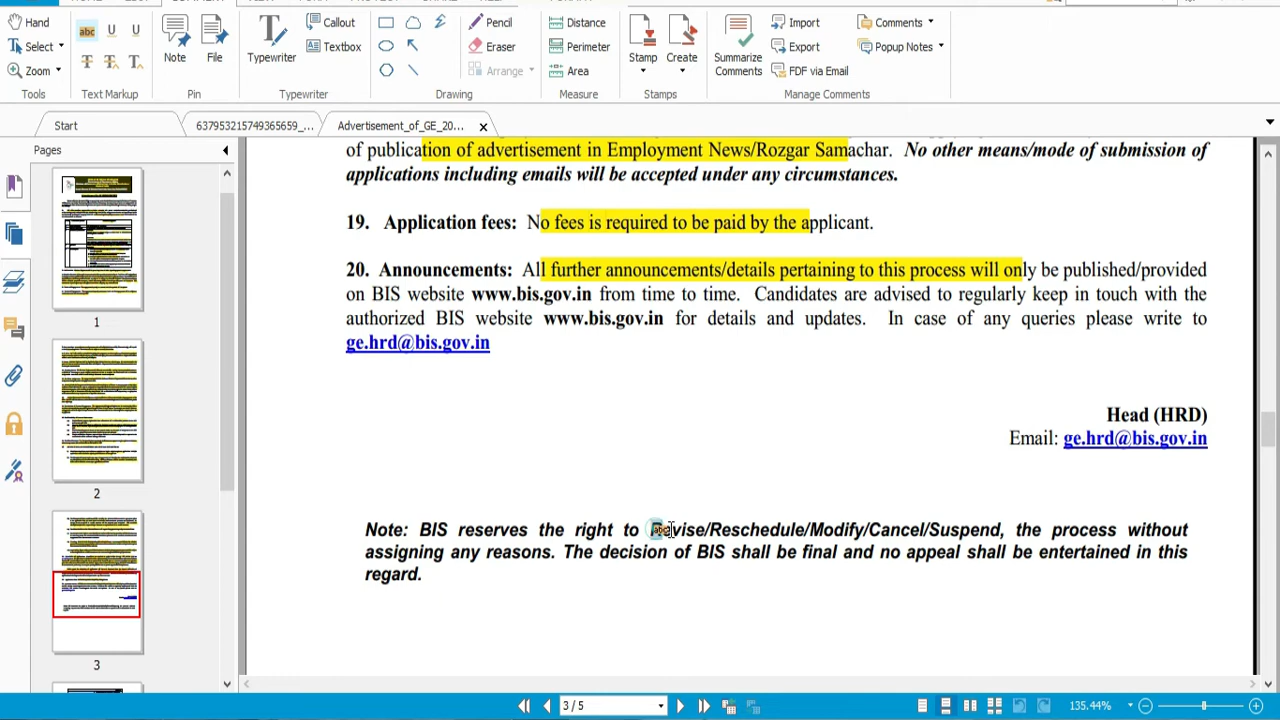 Hand
Select
Zoom
Tools
abc
U
U
T
T
T
Text Markup
Note
File
Pin
Typewriter
Callout
Textbox
Typewriter
Pencil
Eraser
Arrange
Drawing
Distance
Perimeter
Area
Measure
Stamp
Create
Stamps
Summarize
Comments
Import
Export
FDF via Email
Comments
Popup Notes
Manage Comments
Start
637953215749365659_...
Advertisement_of_GE_20...
Pages
1
2
3
of publication of advertisement in Employment News/Rozgar Samachar. No other means/mode of submission of
applications including emails will be accepted under any circumstances.
19. Application fees: No fees is required to be paid by the applicant.
20. Announcements: All further announcements/details pertaining to this process will only be published/provided
on BIS website www.bis.gov.in from time to time. Candidates are advised to regularly keep in touch with the
authorized BIS website www.bis.gov.in for details and updates. In case of any queries please write to
ge.hrd@bis.gov.in
Head (HRD)
Email: ge.hrd@bis.gov.in
Note: BIS reserves the right to Revise/Reschedule/Modify/Cancel/Suspend, the process without
assigning any reasons. The decision of BIS shall be final and no appeal shall be entertained in this
regard.
3 / 5
135.44%